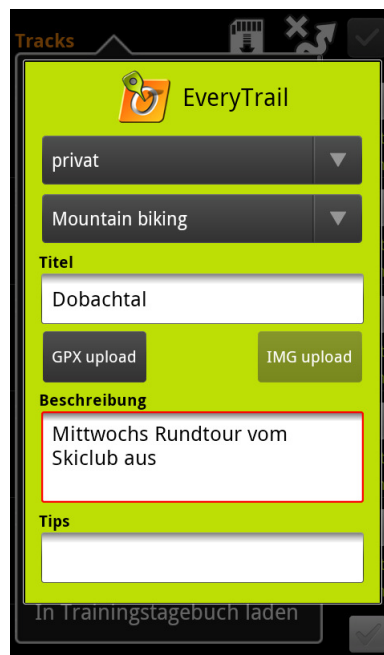 Tracks
EveryTrail
privat
Mountain biking
Titel
Dobachtal
GPX upload
IMG upload
Beschreibung
Mittwochs Rundtour vom
Skiclub aus
Tips
In Trainingstagebuch laden